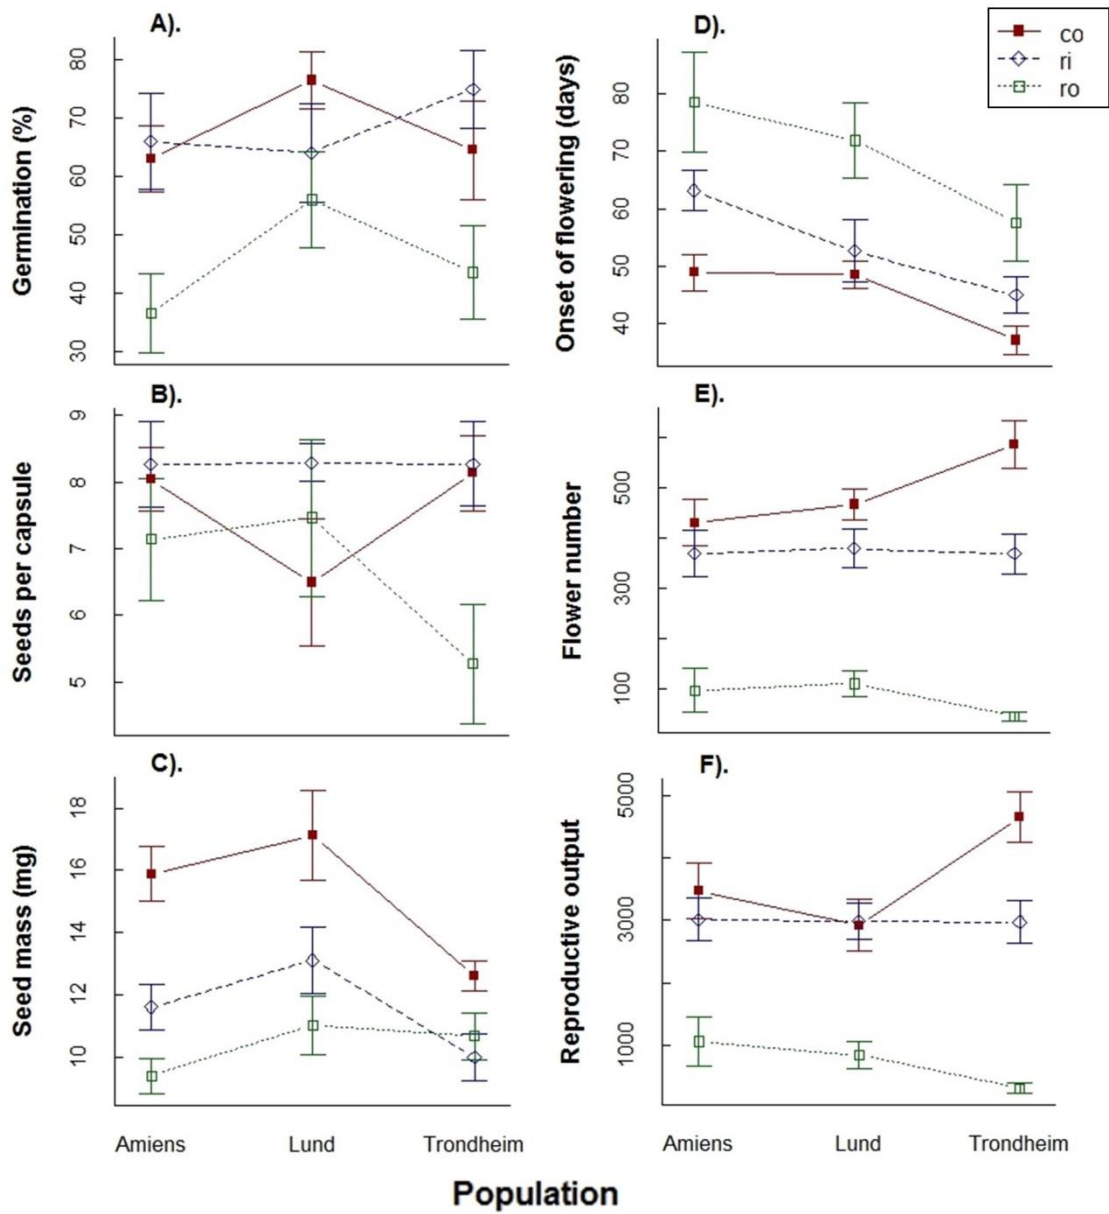 A).
Germination (%)
80
70
60
50
40
30
B).
Seeds per capsule
9
8
7
6
5
C).
Seed mass (mg)
18
16
14
12
10
Amiens Lund Trondheim
D).
Onset of flowering (days)
80
70
60
50
40
co
ri
ro
E).
Flower number
500
300
100
F).
Reproductive output
5000
3000
1000
Amiens Lund Trondheim
Population